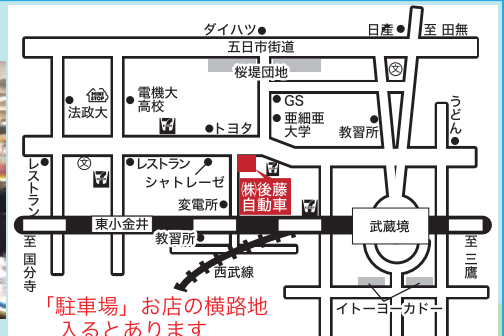 ダイハツ
日産
至 田無
五日市街道
桜堤団地
文
MINI STOP
法政大
電機大
高校
GS
亜細亜
大学
教習所
うどん
トヨタ
レストラン
文
レストラン
シャトレーゼ
㈱後藤
自動車
変電所
東小金井
教習所
武蔵境
至 国分寺
西武線
至 三鷹
イトーヨーカドー
「駐車場」お店の横路地
入るとあります